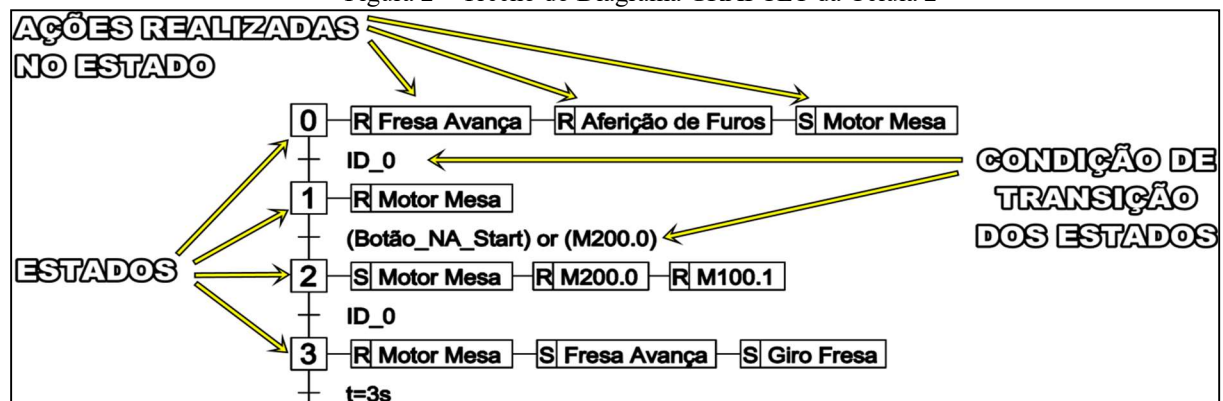 AÇÕES REALIZADAS
NO ESTADO
0 R Fresa Avança R Aferição de Furos S Motor Mesa
ID_0
CONDIÇÃO DE
TRANSIÇÃO
DOS ESTADOS
1 R Motor Mesa
(Botão_NA_Start) or (M200.0)
ESTADOS
2 S Motor Mesa R M200.0 R M100.1
ID_0
3 R Motor Mesa S Fresa Avança S Giro Fresa
t=3s